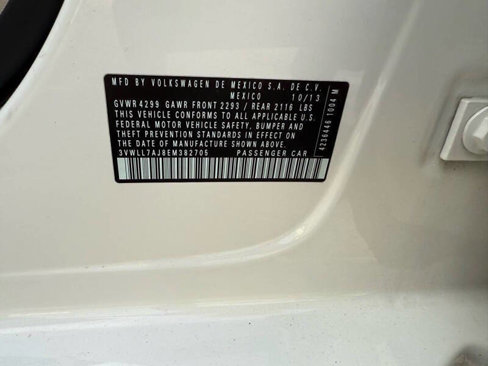 MFD BY VOLKSWAGEN DE MEXICO S.A. DE C.V.
MEXICO 10/13
GVWR 4299 GAWR FRONT 2293 / REAR 2116 LBS
THIS VEHICLE CONFORMS TO ALL APPLICABLE U.S.
FEDERAL MOTOR VEHICLE SAFETY, BUMPER AND
THEFT PREVENTION STANDARDS IN EFFECT ON
THE DATE OF MANUFACTURE SHOWN ABOVE.
3VWLL7AJ8EM382705 PASSENGER CAR
4236446 1004 M